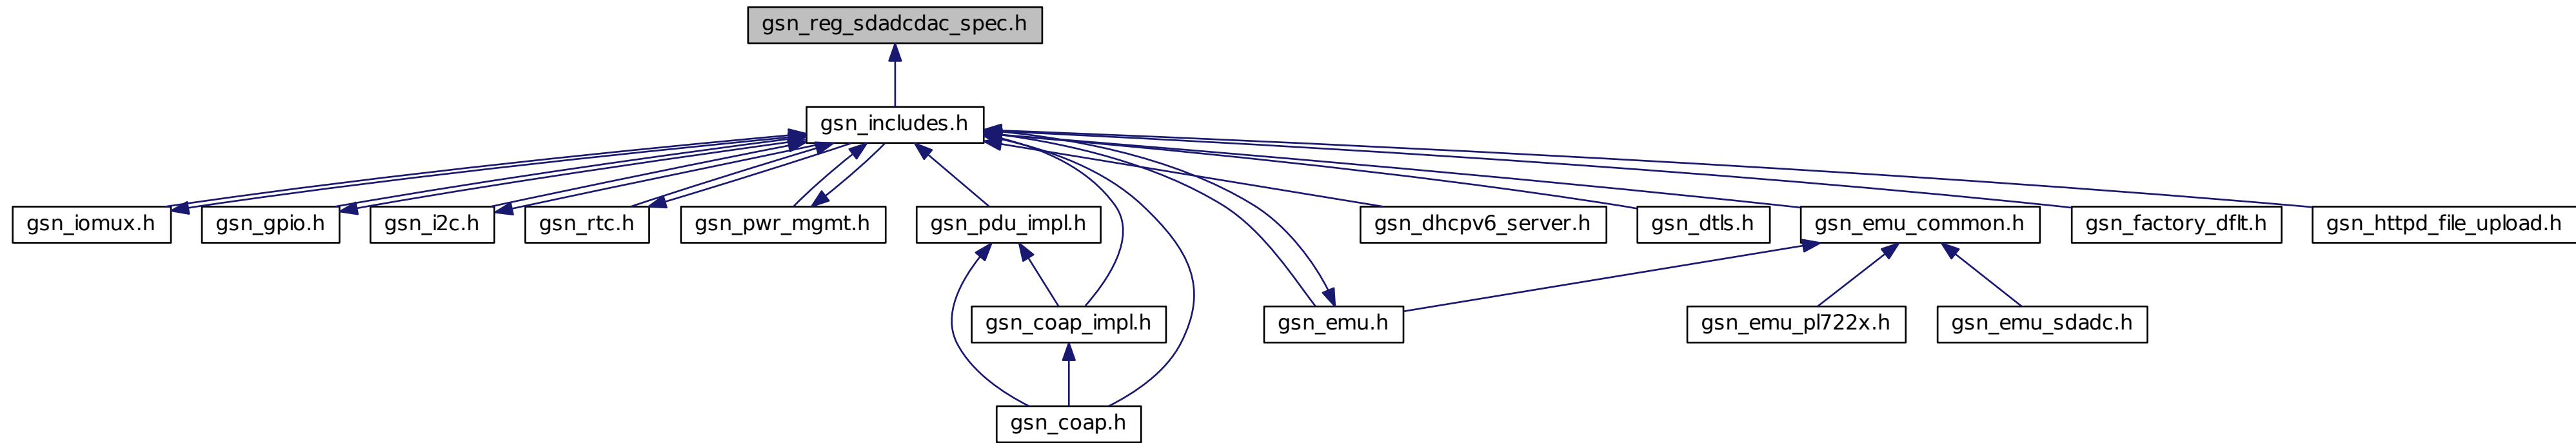 gsn_reg_sdadcdac_spec.h
gsn_includes.h
gsn_iomux.h
gsn_gpio.h
gsn_i2c.h
gsn_rtc.h
gsn_pwr_mgmt.h
gsn_pdu_impl.h
gsn_dhcpv6_server.h
gsn_dtls.h
gsn_emu_common.h
gsn_factory_dflt.h
gsn_httpd_file_upload.h
gsn_coap_impl.h
gsn_emu.h
gsn_emu_pl722x.h
gsn_emu_sdadc.h
gsn_coap.h